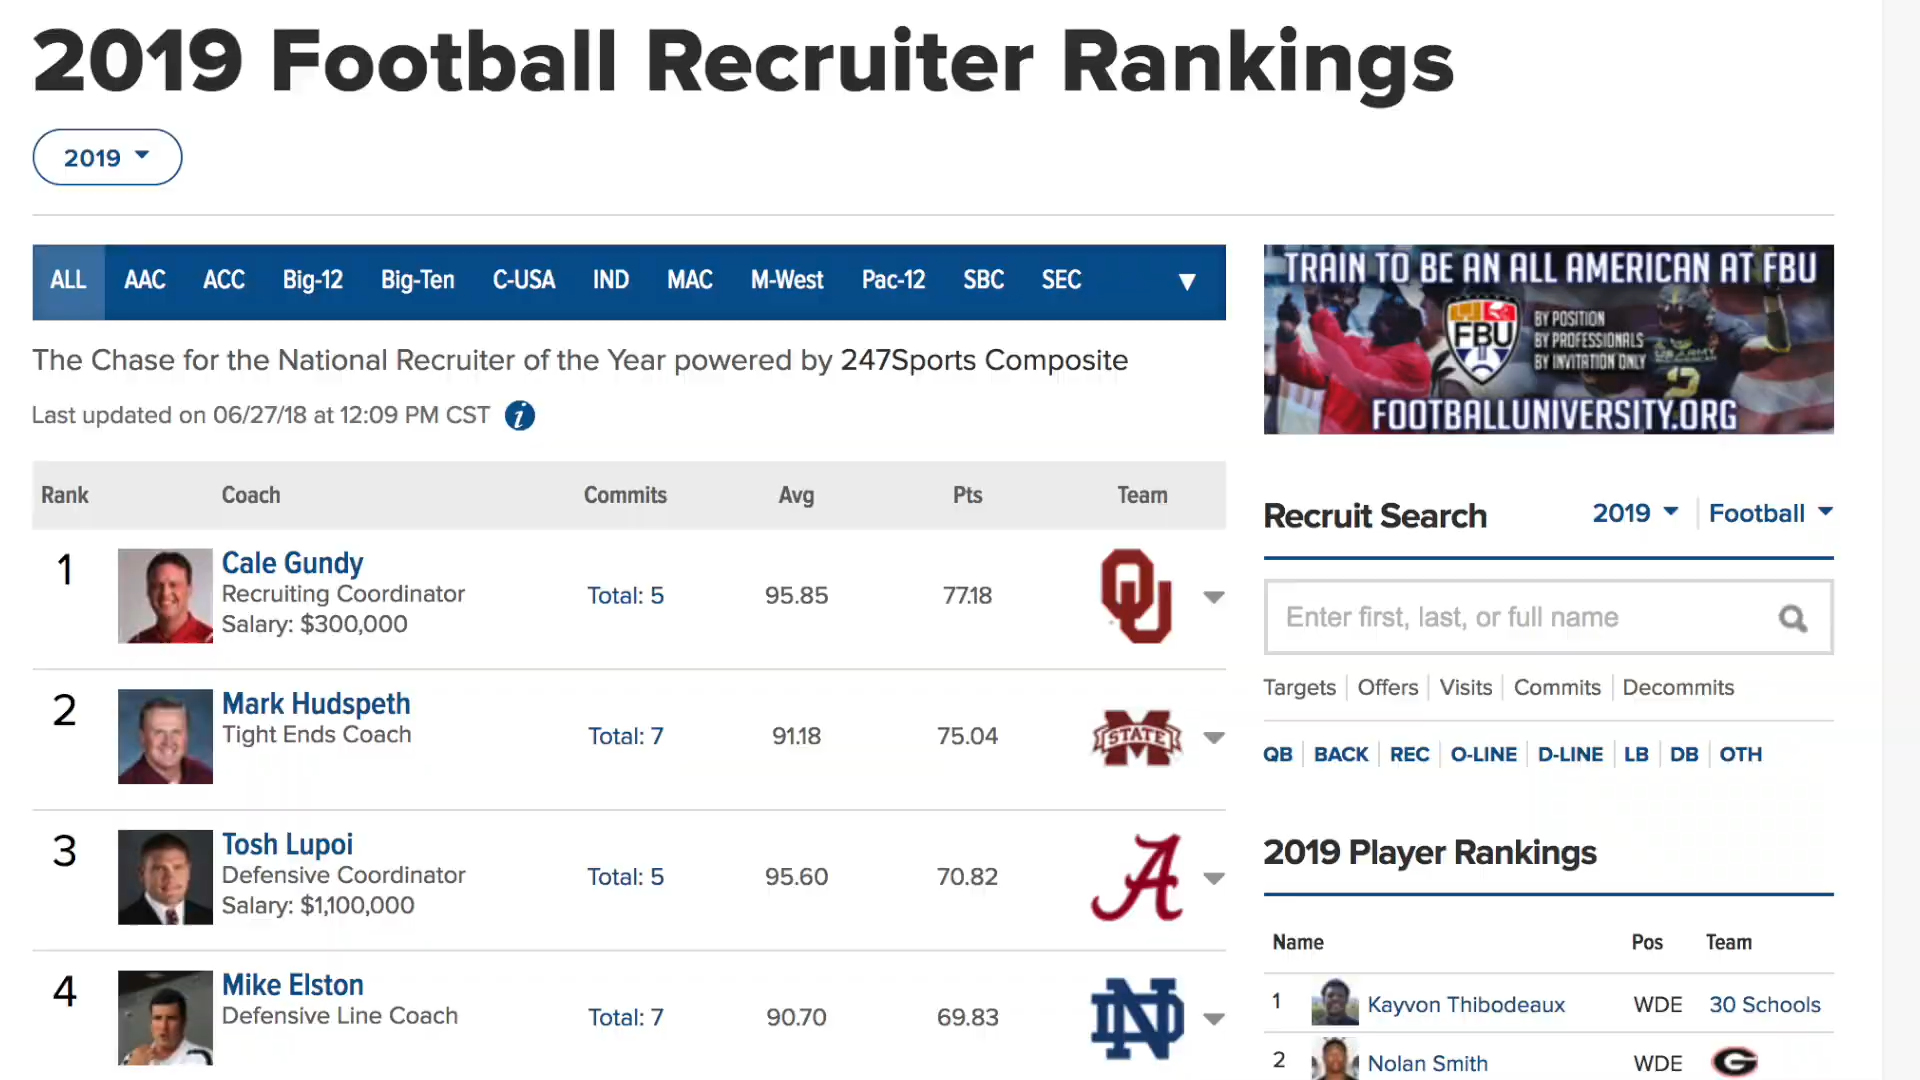 2019 Football Recruiter Rankings
2019
ALL AAC ACC Big-12 Big-Ten C-USA IND MAC M-West Pac-12 SBC SEC
The Chase for the National Recruiter of the Year powered by 247Sports Composite
Last updated on 06/27/18 at 12:09 PM CST i
Rank Coach Commits Avg Pts Team
1 Cale Gundy
Recruiting Coordinator
Salary: $300,000
Total: 5 95.85 77.18 OU
2 Mark Hudspeth
Tight Ends Coach
Total: 7 91.18 75.04 M STATE
3 Tosh Lupoi
Defensive Coordinator
Salary: $1,100,000
Total: 5 95.60 70.82 A
4 Mike Elston
Defensive Line Coach
Total: 7 90.70 69.83 ND
TRAIN TO BE AN ALL AMERICAN AT FBU
FBU
BY POSITION
BY PROFESSIONALS
BY INVITATION ONLY
U.S. ARMY
2
FOOTBALLUNIVERSITY.ORG
Recruit Search 2019 Football
Enter first, last, or full name
Targets Offers Visits Commits Decommits
QB BACK REC O-LINE D-LINE LB DB OTH
2019 Player Rankings
Name Pos Team
1 Kayvon Thibodeaux WDE 30 Schools
2 Nolan Smith WDE G